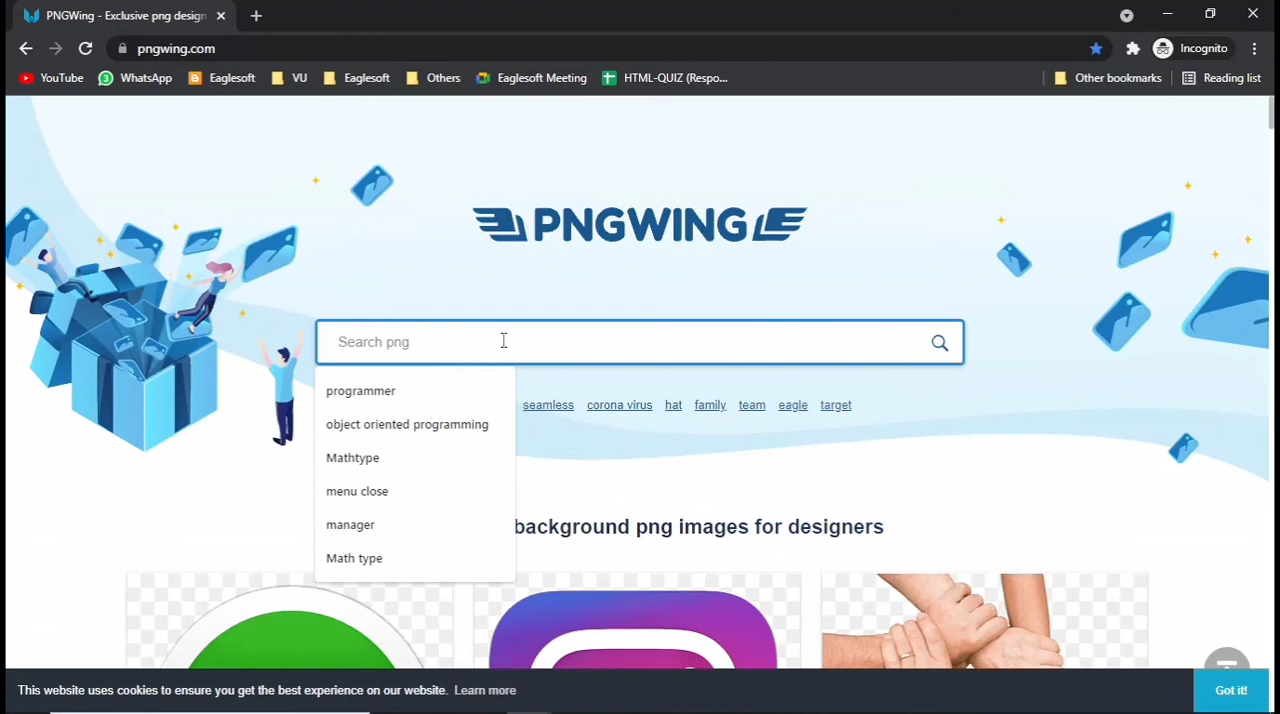 PNGWing - Exclusive png design
pngwing.com
Incognito
YouTube WhatsApp Eaglesoft VU Eaglesoft Others Eaglesoft Meeting HTML-QUIZ (Respo... Other bookmarks Reading list
PNGWING
Search png
programmer
seamless corona virus hat family team eagle target
object oriented programming
Mathtype
menu close
manager
background png images for designers
Math type
This website uses cookies to ensure you get the best experience on our website. Learn more
Got it!